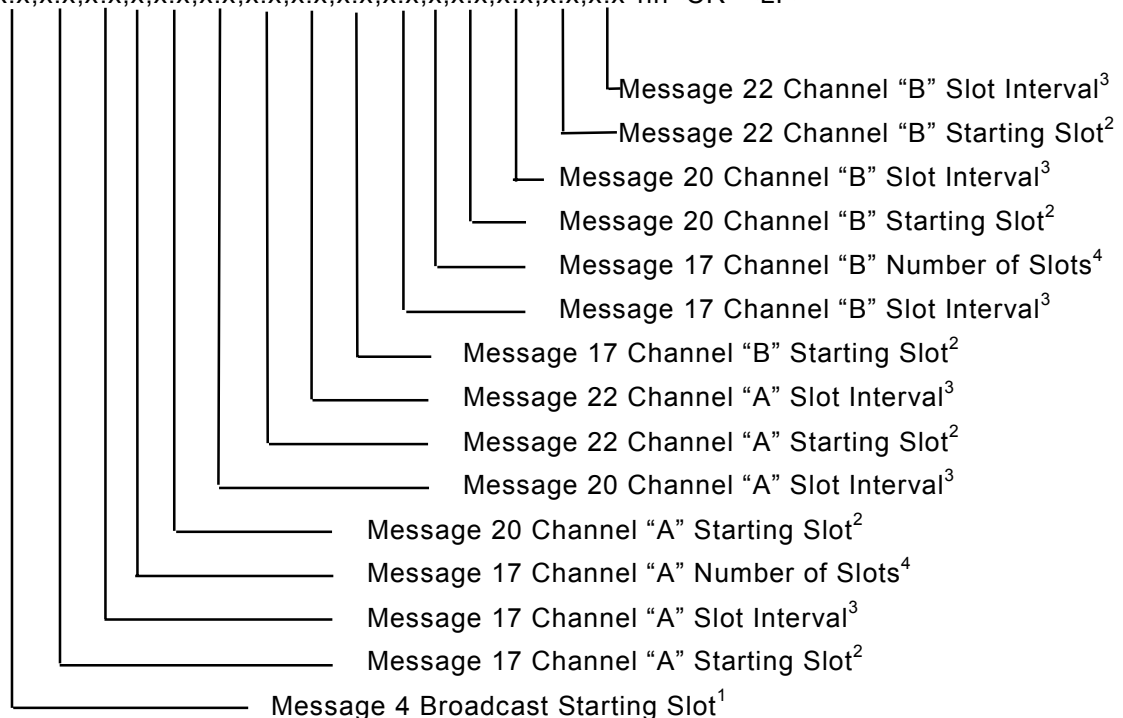 Message 22 Channel “B” Slot Interval³
Message 22 Channel “B” Starting Slot²
Message 20 Channel “B” Slot Interval³
Message 20 Channel “B” Starting Slot²
Message 17 Channel “B” Number of Slots⁴
Message 17 Channel “B” Slot Interval³
Message 17 Channel “B” Starting Slot²
Message 22 Channel “A” Slot Interval³
Message 22 Channel “A” Starting Slot²
Message 20 Channel “A” Slot Interval³
Message 20 Channel “A” Starting Slot²
Message 17 Channel “A” Number of Slots⁴
Message 17 Channel “A” Slot Interval³
Message 17 Channel “A” Starting Slot²
Message 4 Broadcast Starting Slot¹